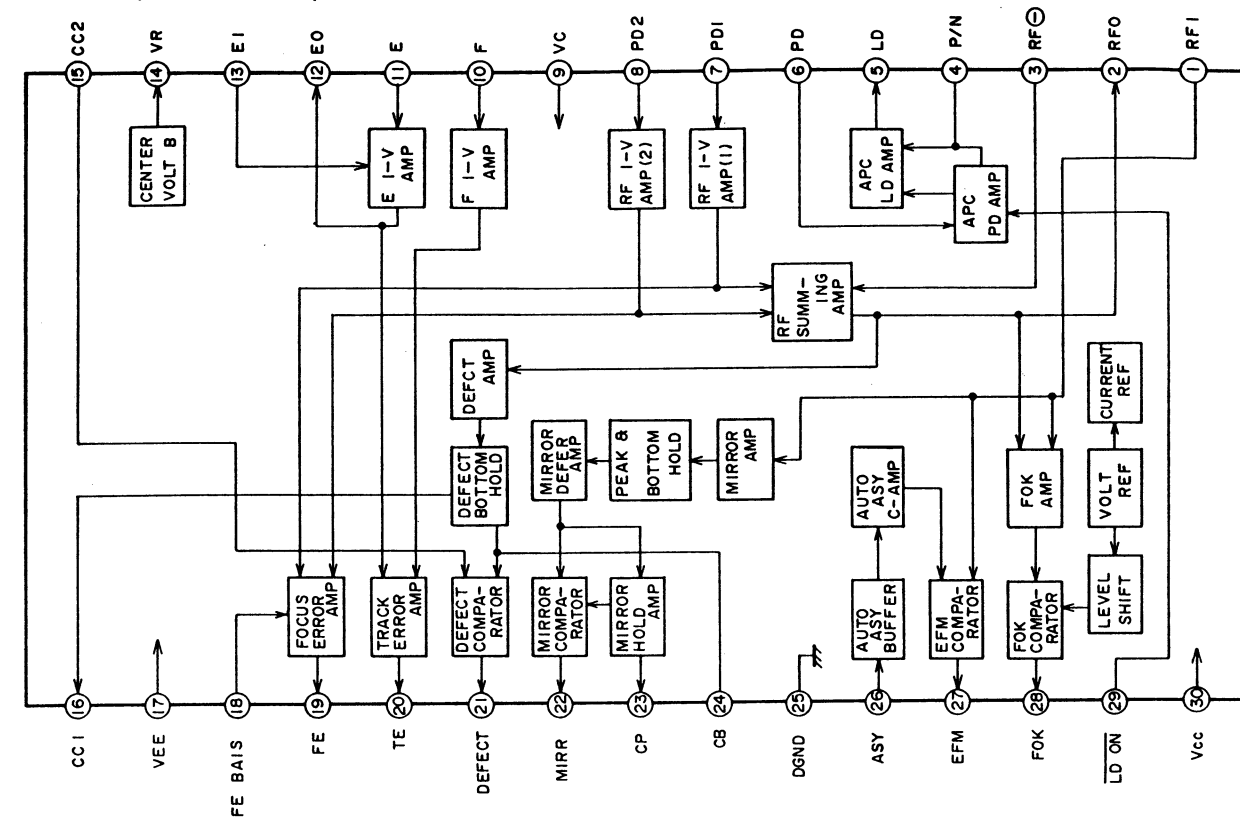 CC2
VR
E1
EO
E
F
VC
PD2
PD1
PD
LD
P/N
RF⊖
RFO
RF1
15
14
13
12
11
10
9
8
7
6
5
4
3
2
1
CENTER
VOLT B
E I-V
AMP
F I-V
AMP
RF I-V
AMP(2)
RF I-V
AMP(1)
APC
LD AMP
APC
PD AMP
RF
SUMM-
ING
AMP
DEFCT
AMP
DEFECT
BOTTOM
HOLD
MIRROR
DEFER
AMP
PEAK &
BOTTOM
HOLD
MIRROR
AMP
AUTO
ASY
C-AMP
FOK
AMP
VOLT
REF
CURRENT
REF
FOCUS
ERROR
AMP
TRACK
ERROR
AMP
DEFECT
COMPA-
RATOR
MIRROR
COMPA-
RATOR
MIRROR
HOLD
AMP
AUTO
ASY
BUFFER
EFM
COMPA-
RATOR
FOK
COMPA-
RATOR
LEVEL
SHIFT
16
17
18
19
20
21
22
23
24
25
26
27
28
29
30
CC1
VEE
FE BAIS
FE
TE
DEFECT
MIRR
CP
CB
DGND
ASY
EFM
FOK
LD ON
Vcc